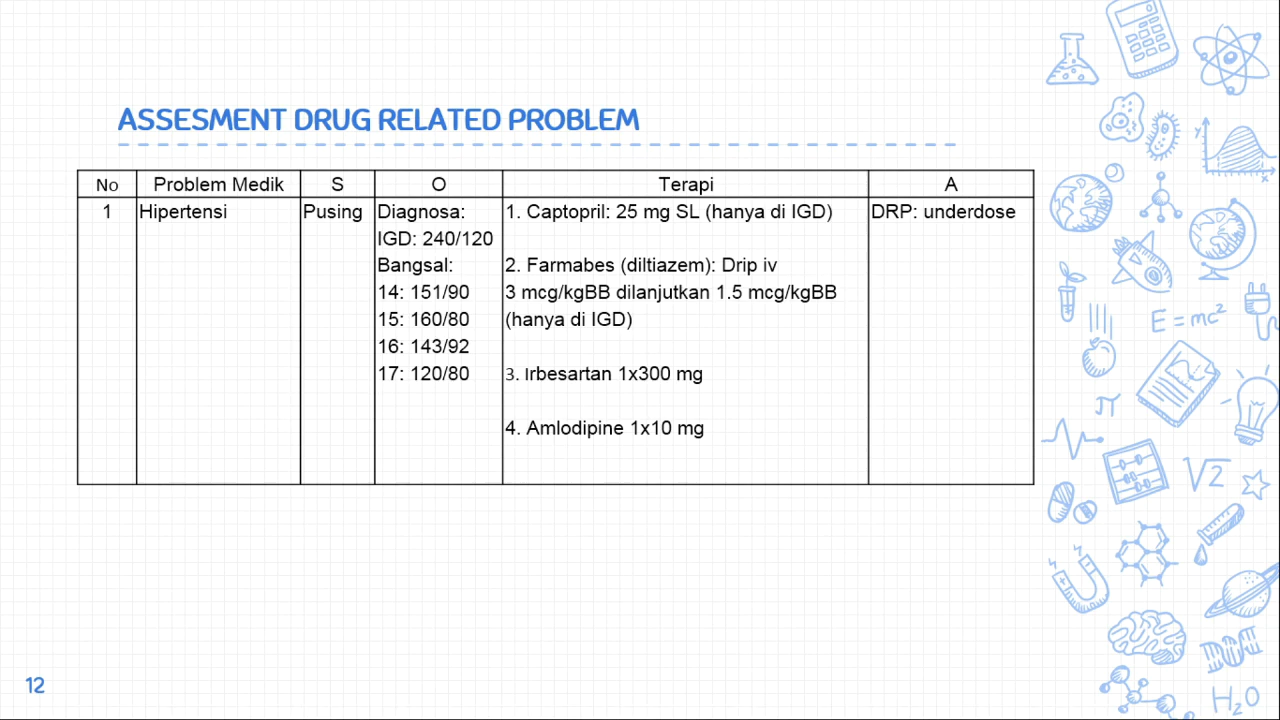 ASSESMENT DRUG RELATED PROBLEM
No Problem Medik S O Terapi A
1 Hipertensi Pusing Diagnosa: 1. Captopril: 25 mg SL (hanya di IGD) DRP: underdose
IGD: 240/120
Bangsal: 2. Farmabes (diltiazem): Drip iv
14: 151/90 3 mcg/kgBB dilanjutkan 1.5 mcg/kgBB
15: 160/80 (hanya di IGD)
16: 143/92
17: 120/80 3. Irbesartan 1x300 mg
4. Amlodipine 1x10 mg
12
y
x
E = mc²
π
√2
H₂O